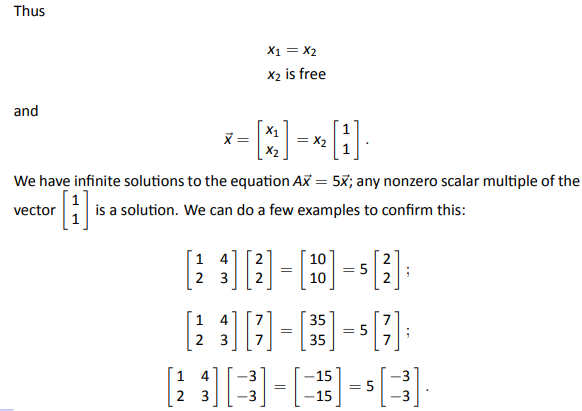 Thus
x₁ = x₂
x₂ is free
and
x⃗ = [x₁; x₂] = x₂ [1; 1].
We have infinite solutions to the equation Ax⃗ = 5x⃗; any nonzero scalar multiple of the
vector [1; 1] is a solution. We can do a few examples to confirm this:
[1 4; 2 3] [2; 2] = [10; 10] = 5 [2; 2];
[1 4; 2 3] [7; 7] = [35; 35] = 5 [7; 7];
[1 4; 2 3] [−3; −3] = [−15; −15] = 5 [−3; −3].